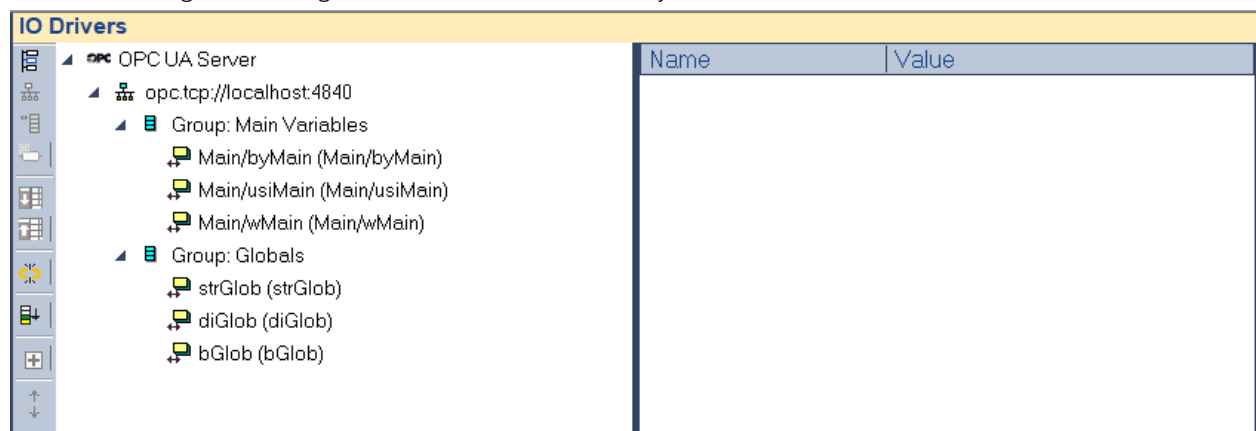 IO Drivers
OPC OPC UA Server
opc.tcp://localhost:4840
Group: Main Variables
Main/byMain (Main/byMain)
Main/usiMain (Main/usiMain)
Main/wMain (Main/wMain)
Group: Globals
strGlob (strGlob)
diGlob (diGlob)
bGlob (bGlob)
Name Value